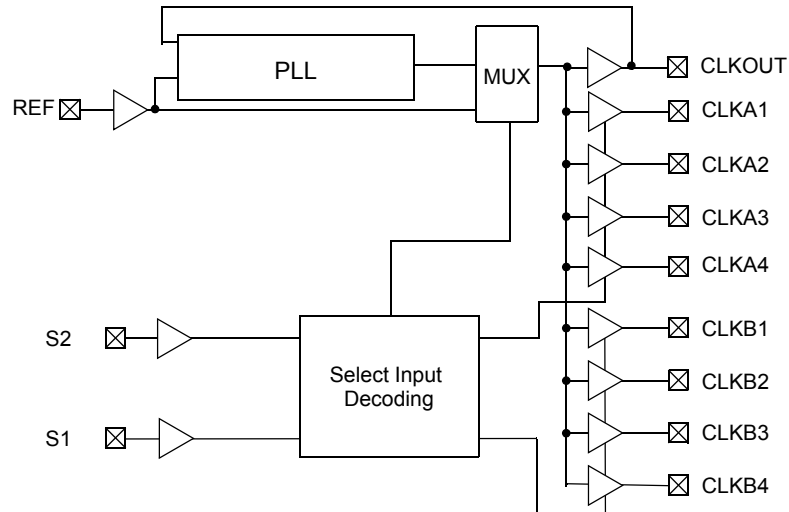 PLL
MUX
REF
CLKOUT
CLKA1
CLKA2
CLKA3
CLKA4
S2
S1
Select Input
Decoding
CLKB1
CLKB2
CLKB3
CLKB4